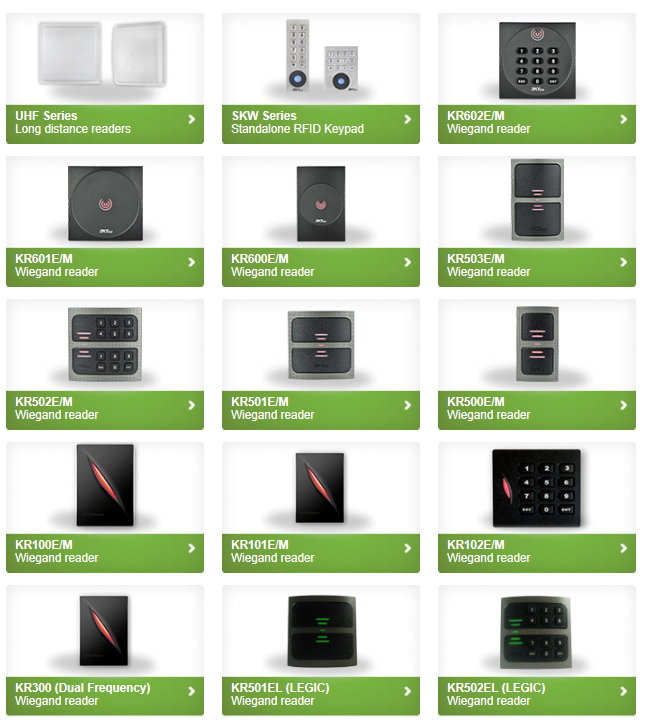 UHF Series
Long distance readers
SKW Series
Standalone RFID Keypad
KR602E/M
Wiegand reader
KR601E/M
Wiegand reader
KR600E/M
Wiegand reader
KR503E/M
Wiegand reader
KR502E/M
Wiegand reader
KR501E/M
Wiegand reader
KR500E/M
Wiegand reader
KR100E/M
Wiegand reader
KR101E/M
Wiegand reader
KR102E/M
Wiegand reader
KR300 (Dual Frequency)
Wiegand reader
KR501EL (LEGIC)
Wiegand reader
KR502EL (LEGIC)
Wiegand reader